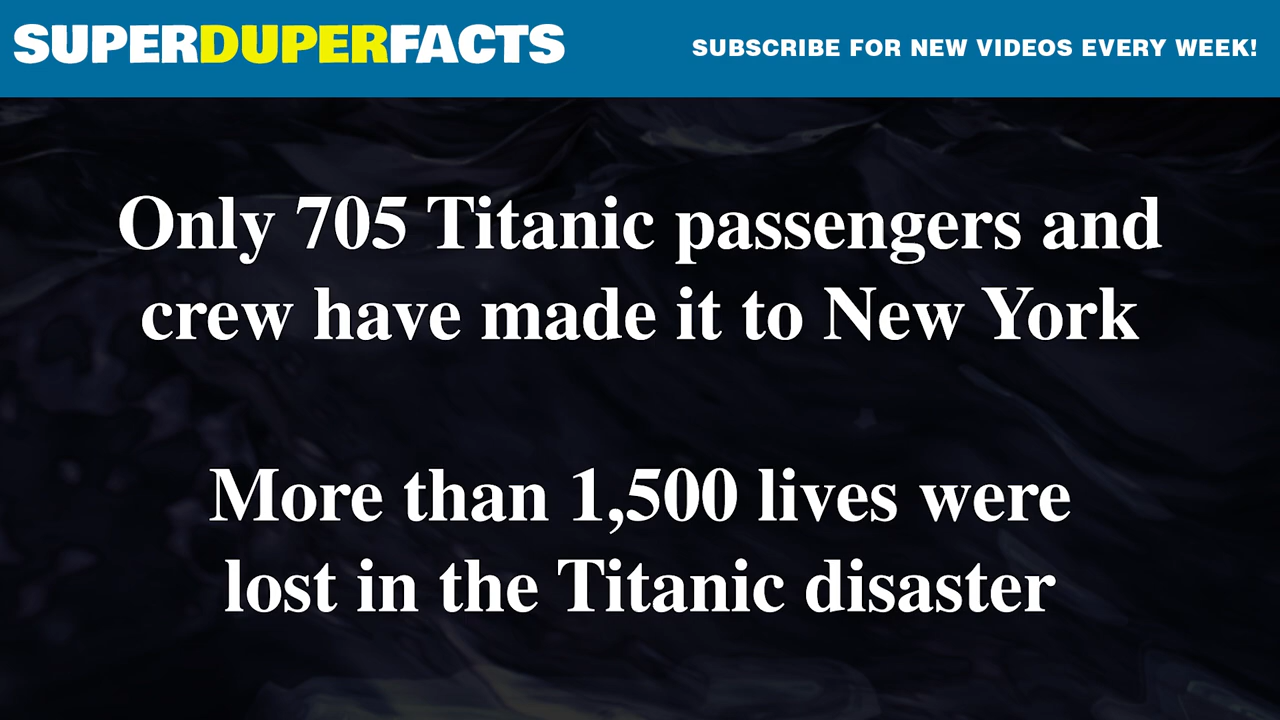 SUPERDUPERFACTS
SUBSCRIBE FOR NEW VIDEOS EVERY WEEK!
Only 705 Titanic passengers and
crew have made it to New York
More than 1,500 lives were
lost in the Titanic disaster